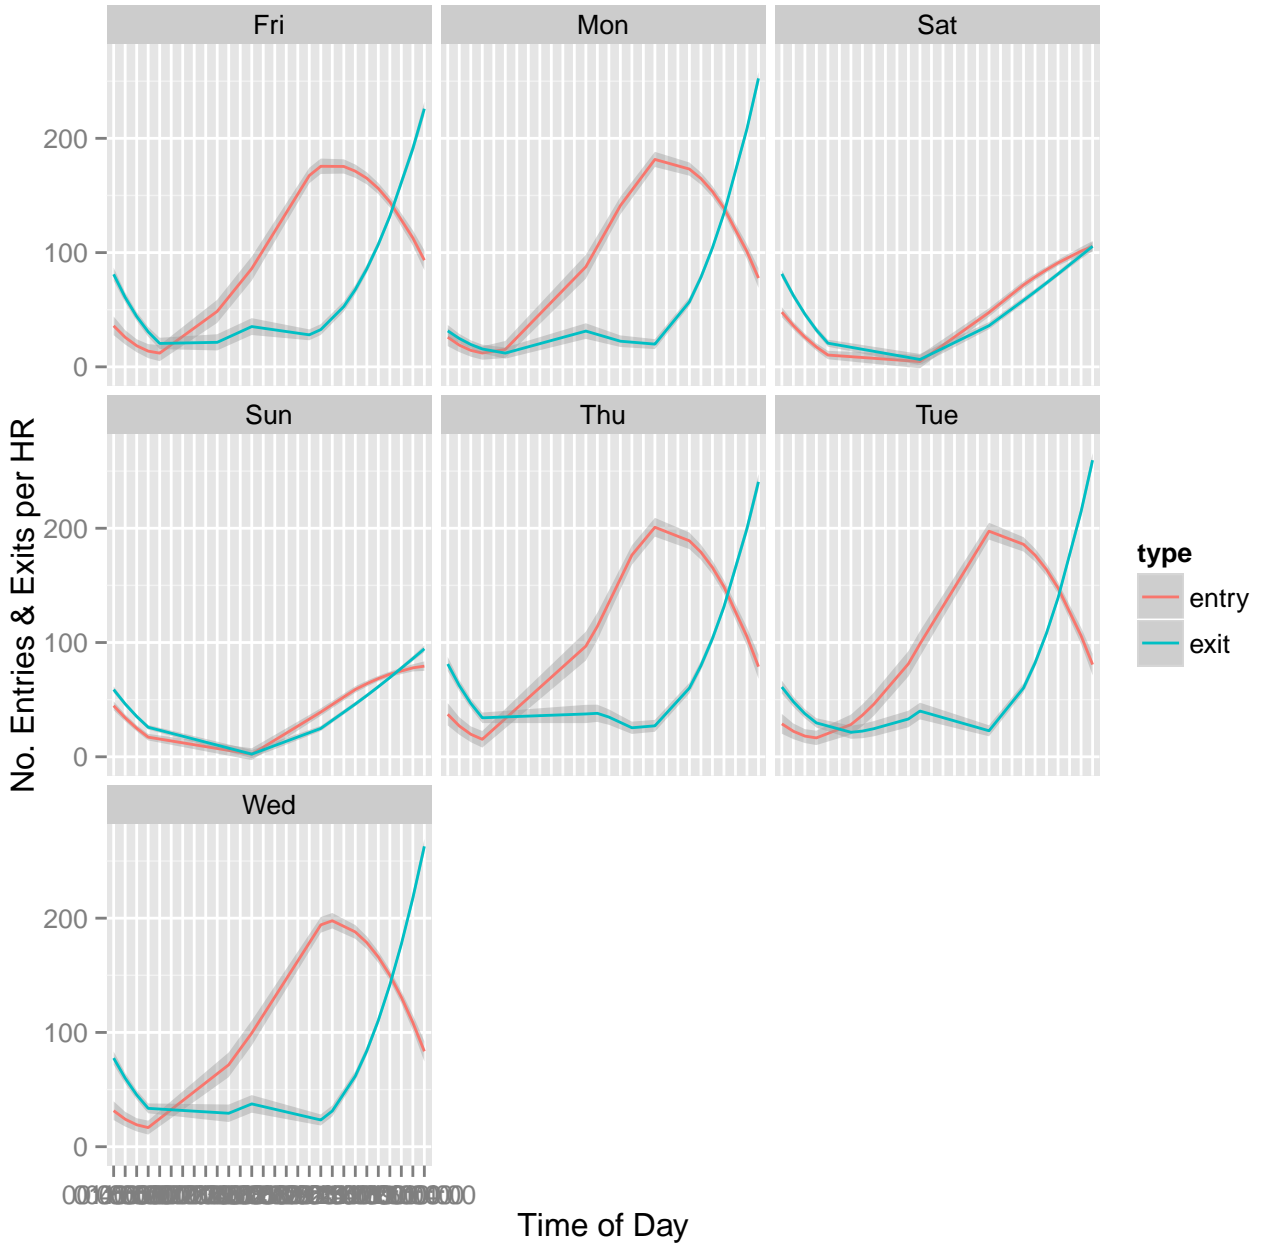 Fri Mon Sat
200
100
0
Sun Thu Tue
200
100
0
Wed
200
100
0
No. Entries & Exits per HR
Time of Day
type
entry
exit